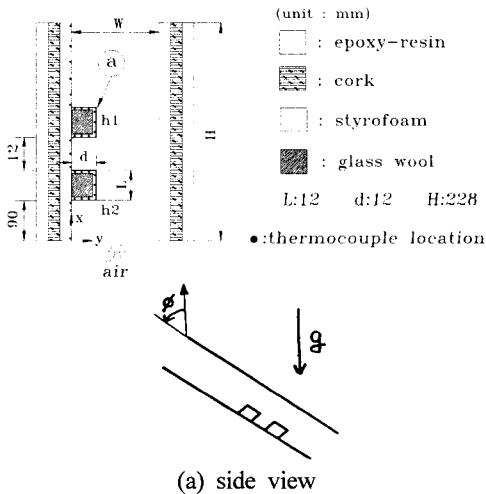 (unit : mm)
W
: epoxy-resin
a
: cork
h1
H
: styrofoam
12
d
L
: glass wool
90
h2
L:12 d:12 H:228
x
y
•:thermocouple location
air
ϕ
g
(a) side view